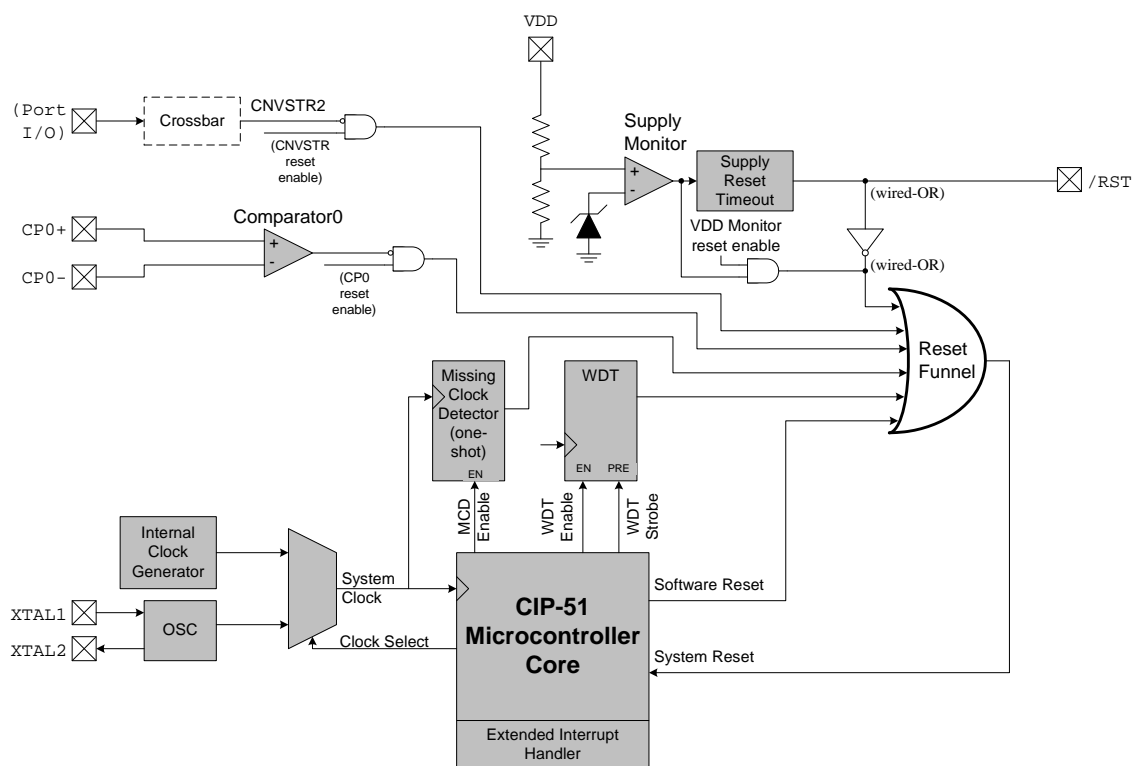 VDD
(Port
I/O)
Crossbar
CNVSTR2
(CNVSTR
reset
enable)
Supply
Monitor
+
-
Supply
Reset
Timeout
(wired-OR)
/RST
VDD Monitor
reset enable
(wired-OR)
CP0+
CP0-
Comparator0
+
-
(CP0
reset
enable)
Reset
Funnel
Missing
Clock
Detector
(one-
shot)
EN
WDT
EN
PRE
MCD
Enable
WDT
Enable
WDT
Strobe
Internal
Clock
Generator
System
Clock
XTAL1
XTAL2
OSC
Clock Select
CIP-51
Microcontroller
Core
Software Reset
System Reset
Extended Interrupt
Handler